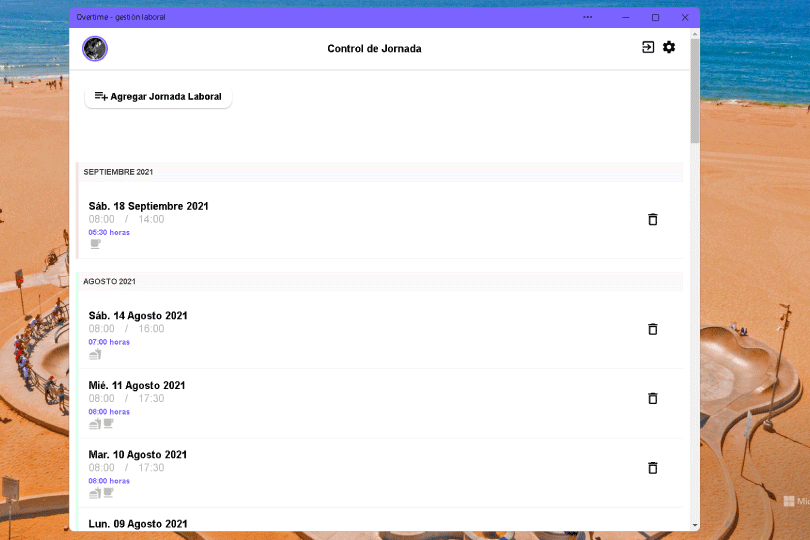 Overtime - gestión laboral
Control de Jornada
Agregar Jornada Laboral
SEPTIEMBRE 2021
Sáb. 18 Septiembre 2021
08:00 / 14:00
05:30 horas
AGOSTO 2021
Sáb. 14 Agosto 2021
08:00 / 16:00
07:00 horas
Mié. 11 Agosto 2021
08:00 / 17:30
08:00 horas
Mar. 10 Agosto 2021
08:00 / 17:30
08:00 horas
Lun. 09 Agosto 2021